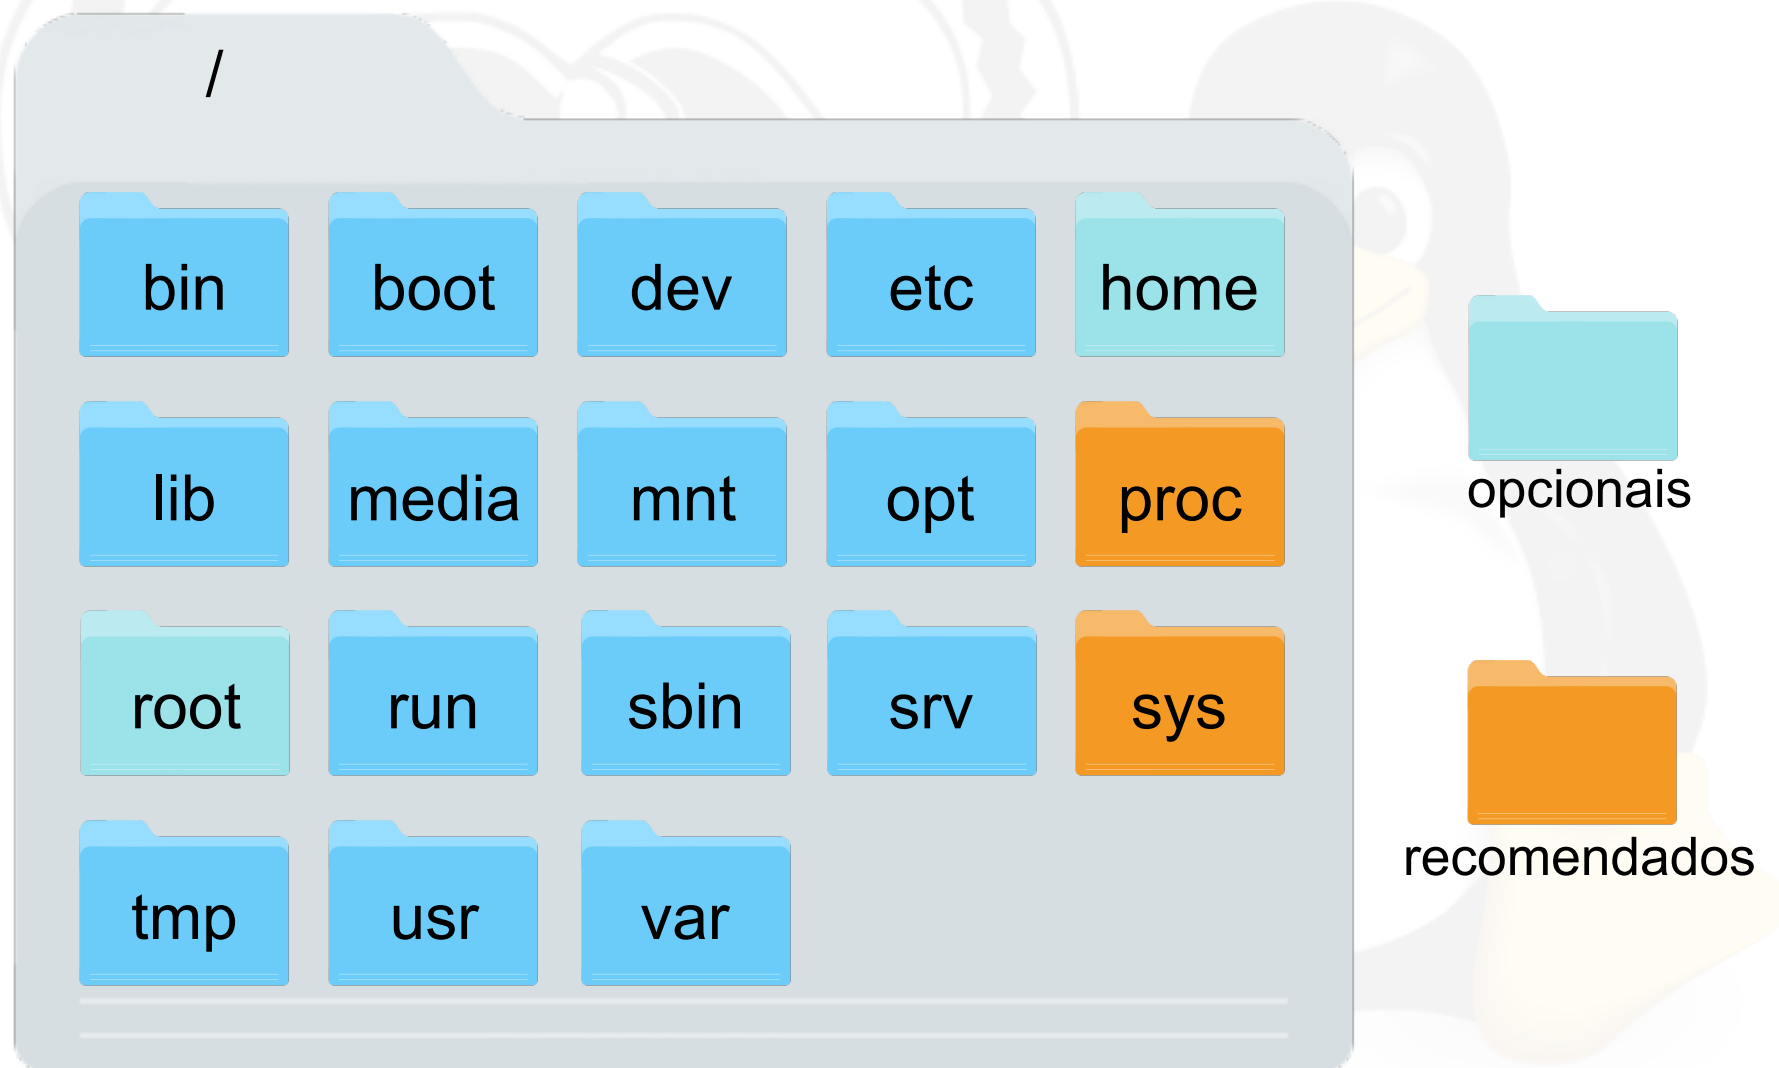 /
bin boot dev etc home
lib media mnt opt proc
root run sbin srv sys
tmp usr var
opcionais
recomendados